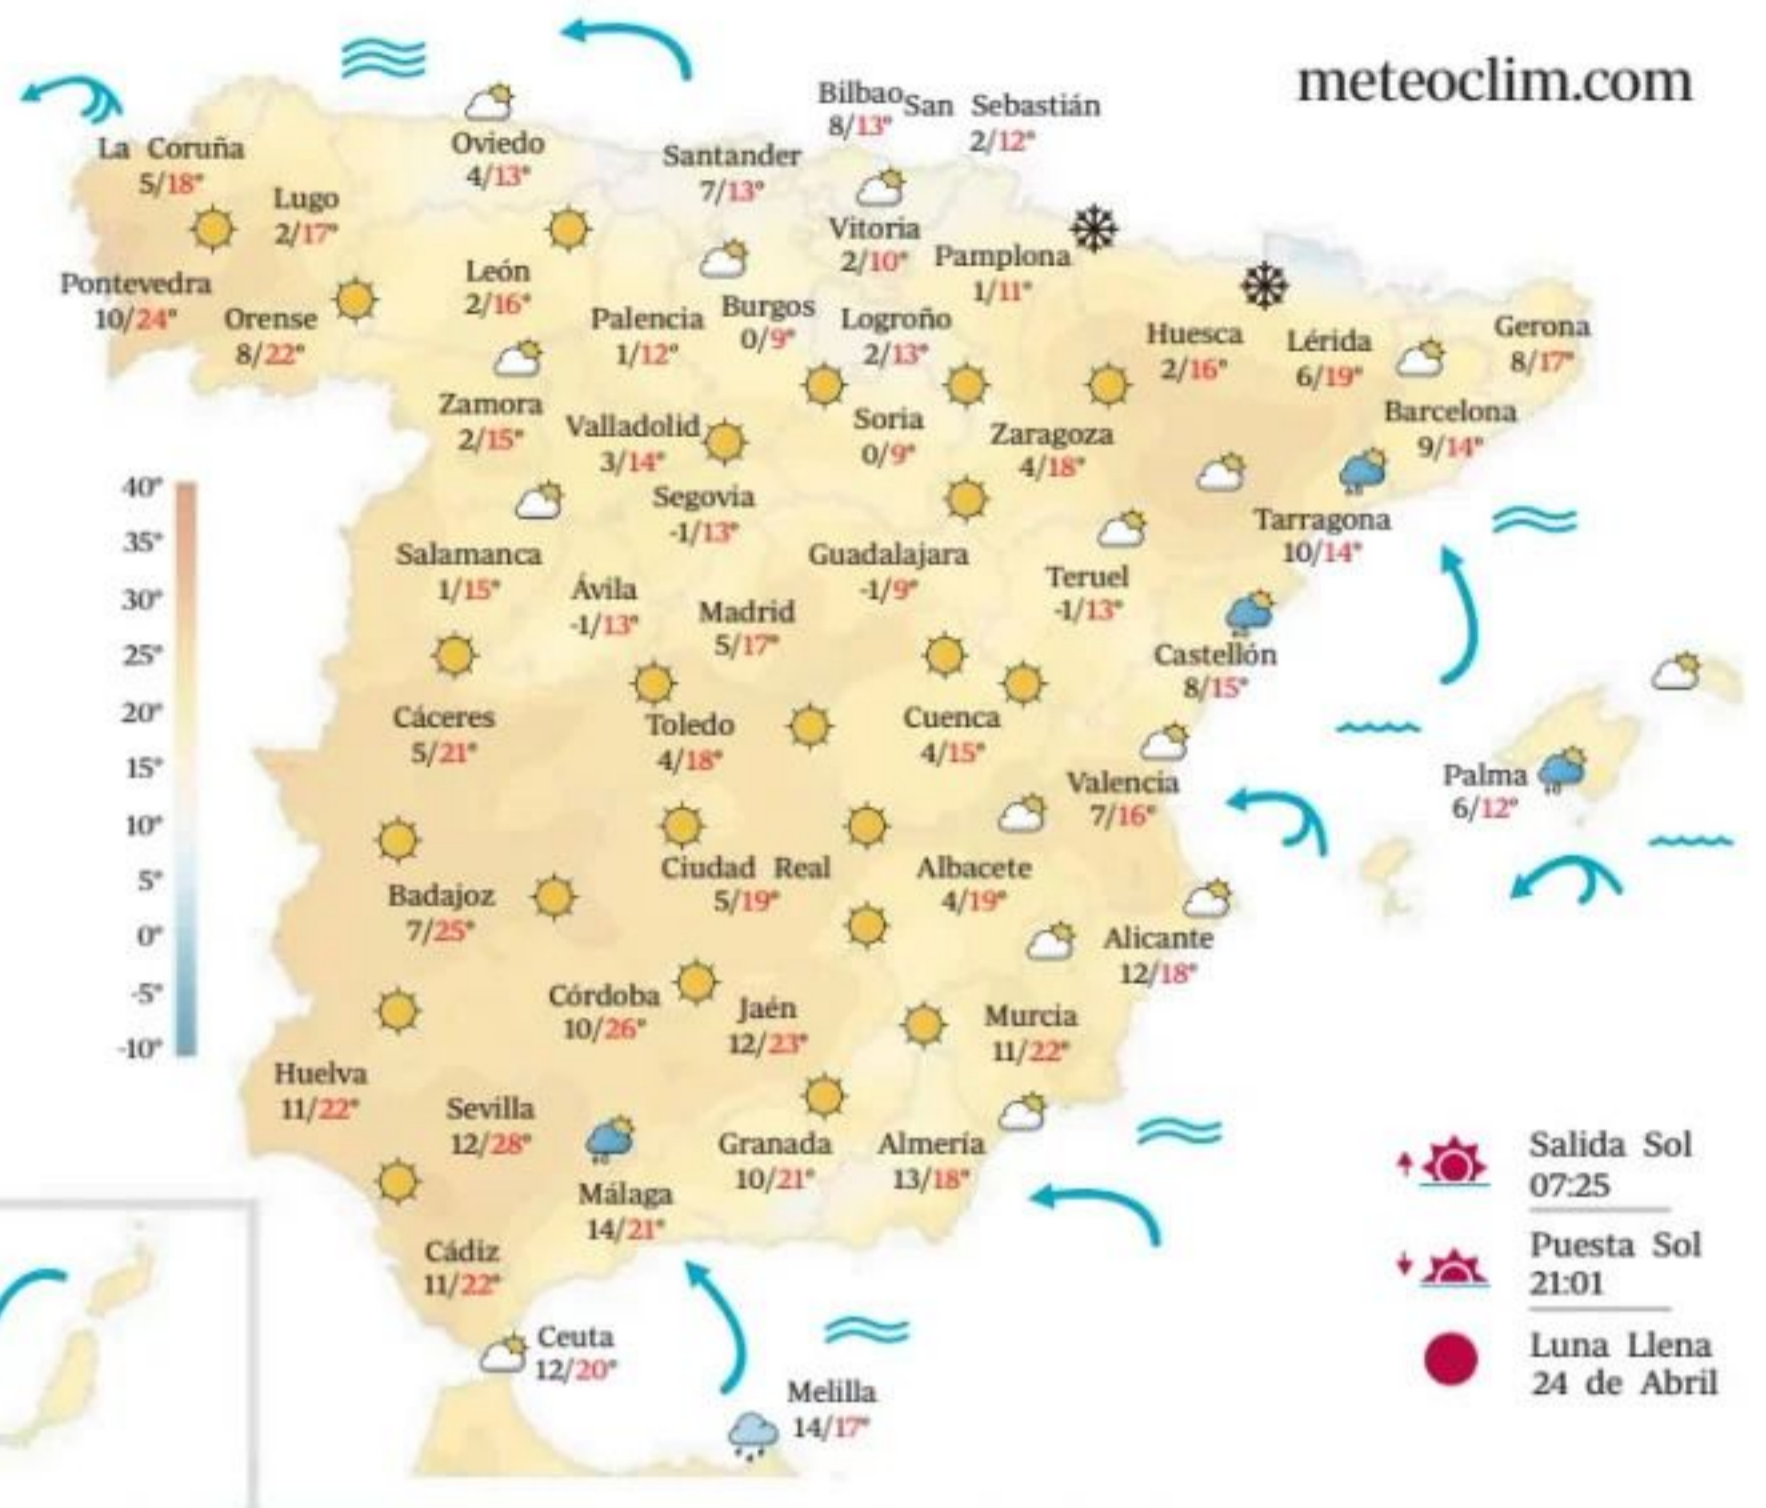 meteoclim.com
Bilbao
8/13°
San Sebastián
2/12°
La Coruña
5/18°
Oviedo
4/13°
Santander
7/13°
Lugo
2/17°
Vitoria
2/10°
Pamplona
1/11°
Pontevedra
10/24°
Orense
8/22°
León
2/16°
Palencia
1/12°
Burgos
0/9°
Logroño
2/13°
Huesca
2/16°
Lérida
6/19°
Gerona
8/17°
Zamora
2/15°
Valladolid
3/14°
Soria
0/9°
Zaragoza
4/18°
Barcelona
9/14°
Segovia
-1/13°
Tarragona
10/14°
Salamanca
1/15°
Ávila
-1/13°
Madrid
5/17°
Guadalajara
-1/9°
Teruel
-1/13°
Castellón
8/15°
Cáceres
5/21°
Toledo
4/18°
Cuenca
4/15°
Valencia
7/16°
Palma
6/12°
Badajoz
7/25°
Ciudad Real
5/19°
Albacete
4/19°
Alicante
12/18°
Córdoba
10/26°
Jaén
12/23°
Murcia
11/22°
Huelva
11/22°
Sevilla
12/28°
Granada
10/21°
Almería
13/18°
Málaga
14/21°
Cádiz
11/22°
Ceuta
12/20°
Melilla
14/17°
40°
35°
30°
25°
20°
15°
10°
5°
0°
-5°
-10°
Salida Sol
07:25
Puesta Sol
21:01
Luna Llena
24 de Abril